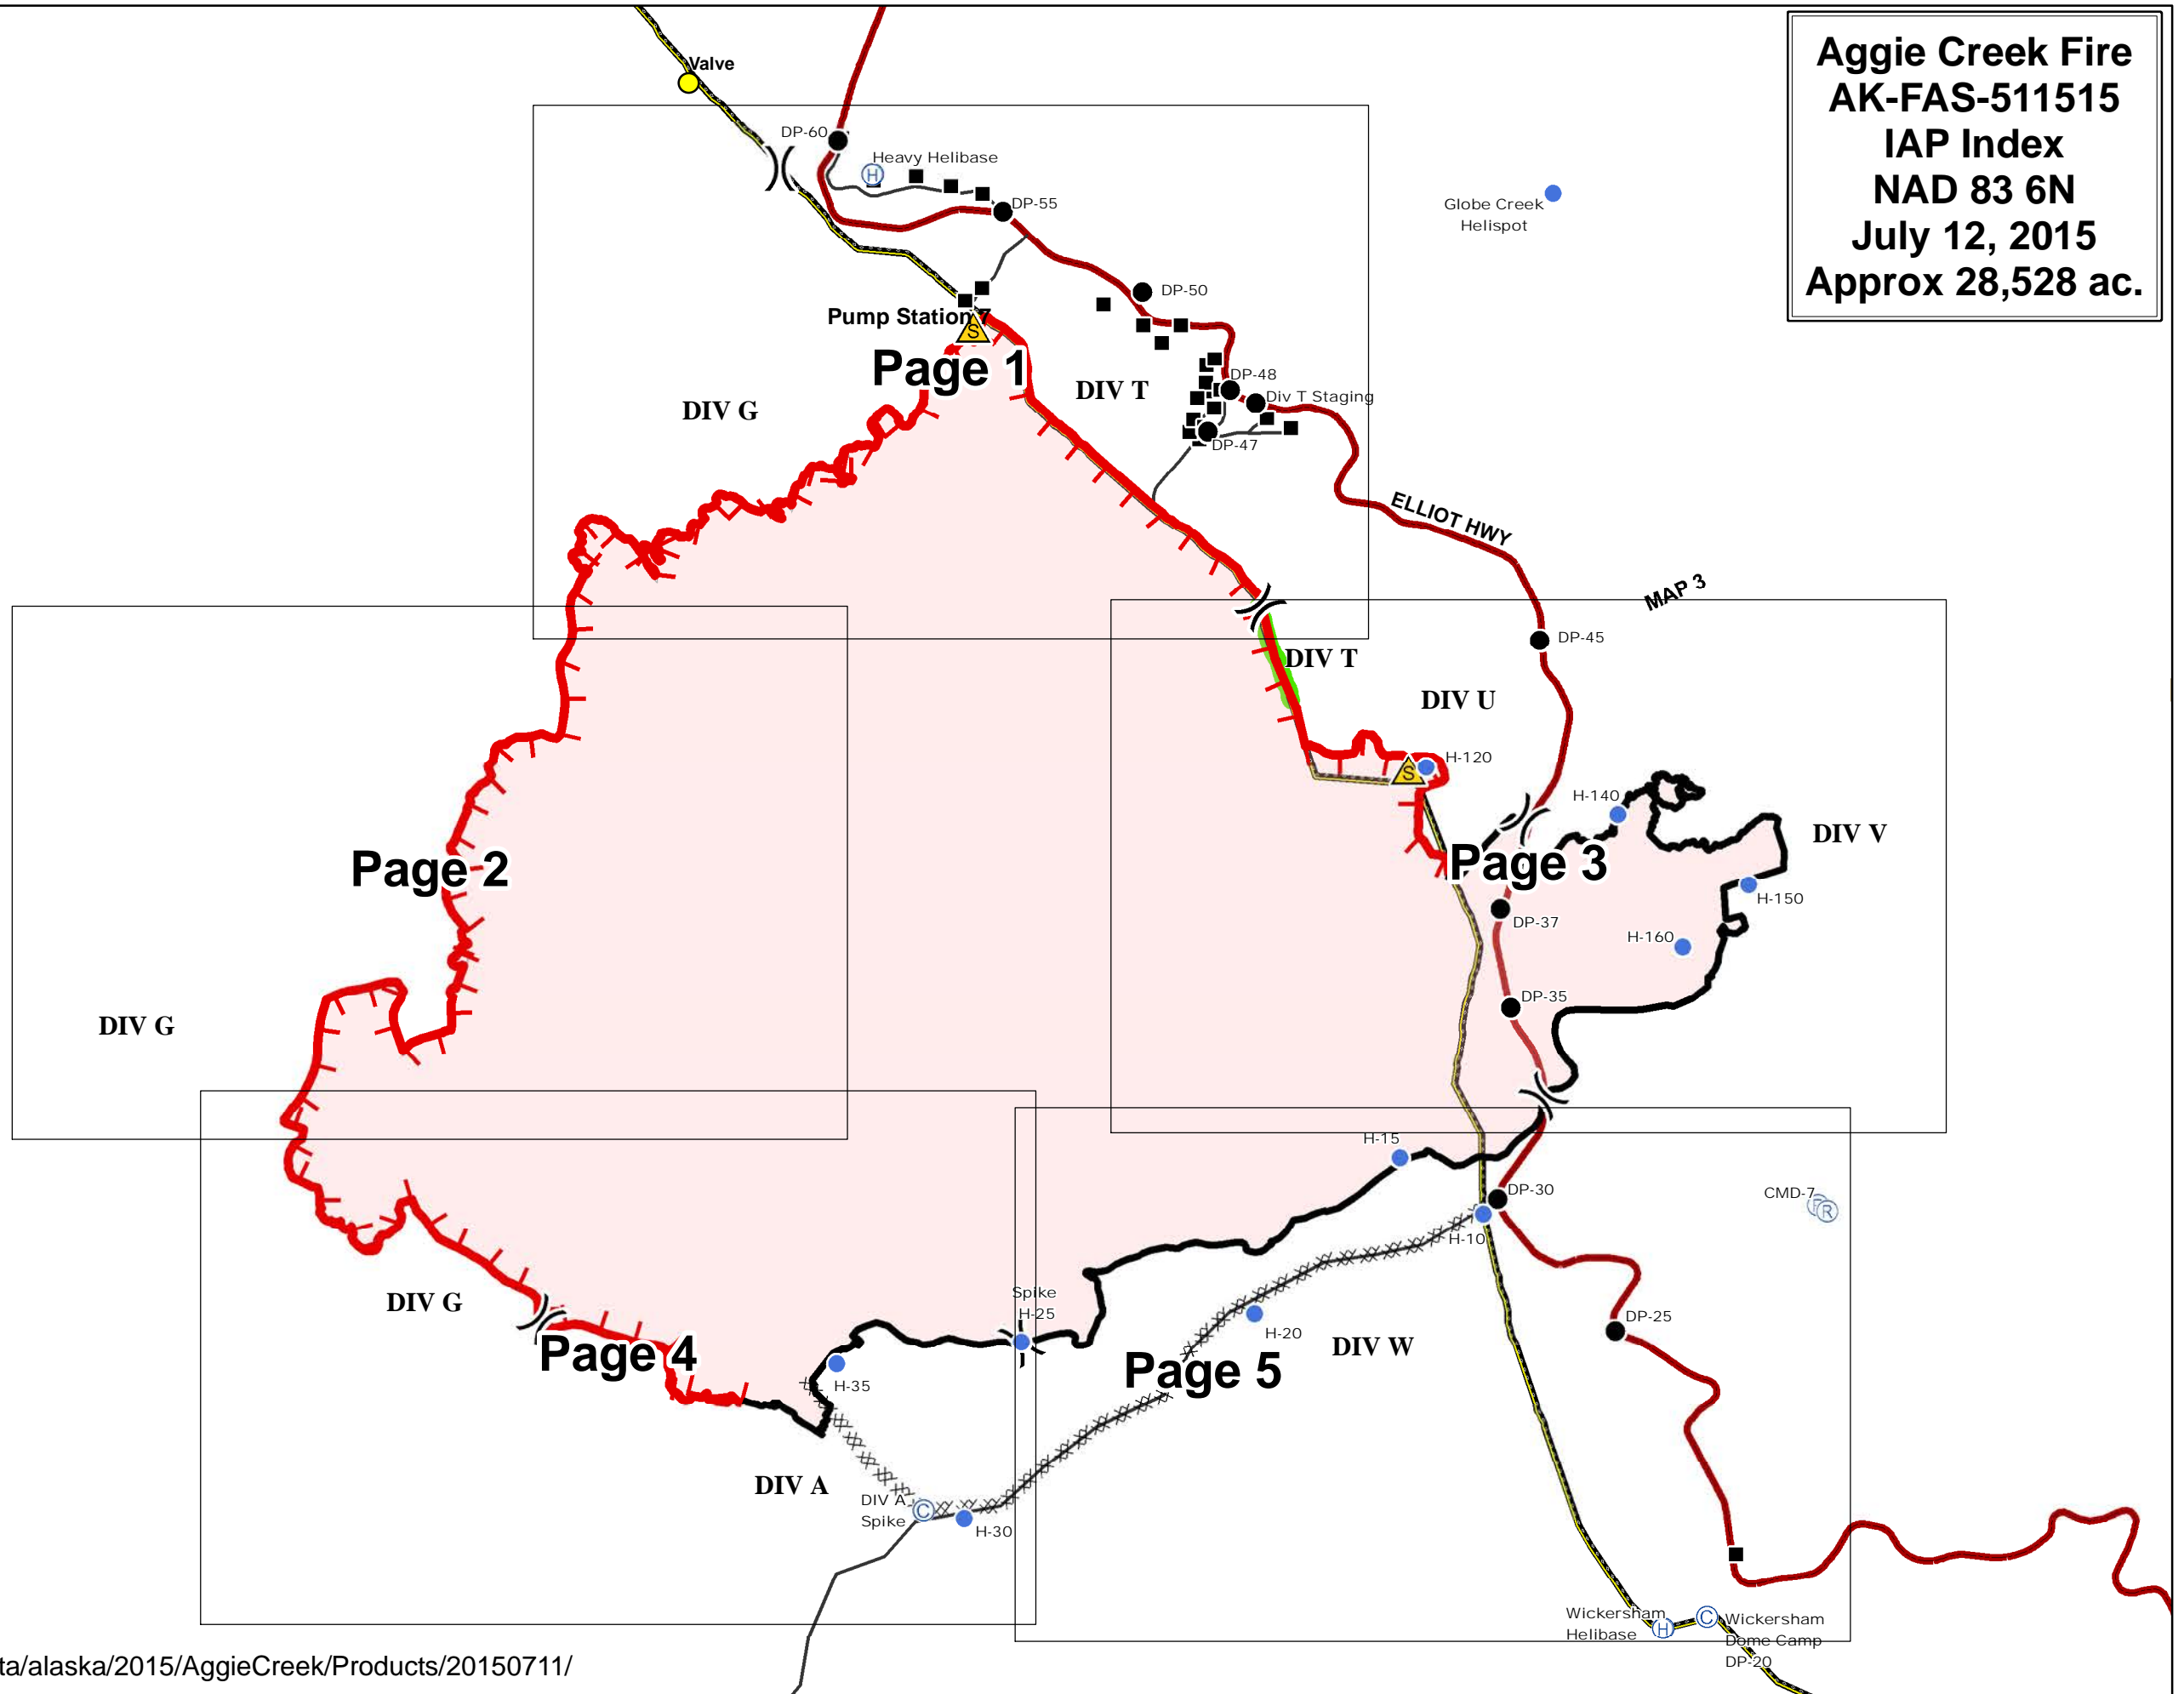 Aggie Creek Fire
AK-FAS-511515
IAP Index
NAD 83 6N
July 12, 2015
Approx 28,528 ac.
Valve
DP-60
Heavy Helibase
DP-55
Globe Creek
Helispot
DP-50
Pump Station 7
S
Page 1
DIV G
DIV T
DP-48
Div T Staging
DP-47
ELLIOT HWY
MAP 3
DP-45
DIV T
DIV U
H-120
S
H-140
DIV V
Page 2
Page 3
H-150
DP-37
H-160
DP-35
DIV G
H-15
DP-30
CMD-7
R
H-10
DIV G
Spike
H-25
H-20
DIV W
DP-25
Page 4
Page 5
H-35
DIV A
DIV A
Spike
C
H-30
Wickersham
Helibase
H
C
Wickersham
Dome Camp
DP-20
H
ta/alaska/2015/AggieCreek/Products/20150711/